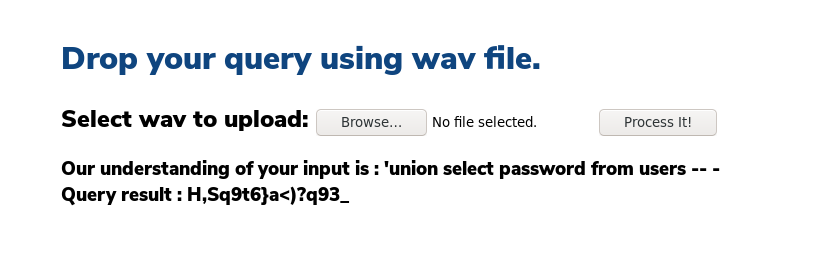 Drop your query using wav file.
Select wav to upload: Browse... No file selected. Process It!
Our understanding of your input is : 'union select password from users -- -
Query result : H,Sq9t6}a<)?q93_